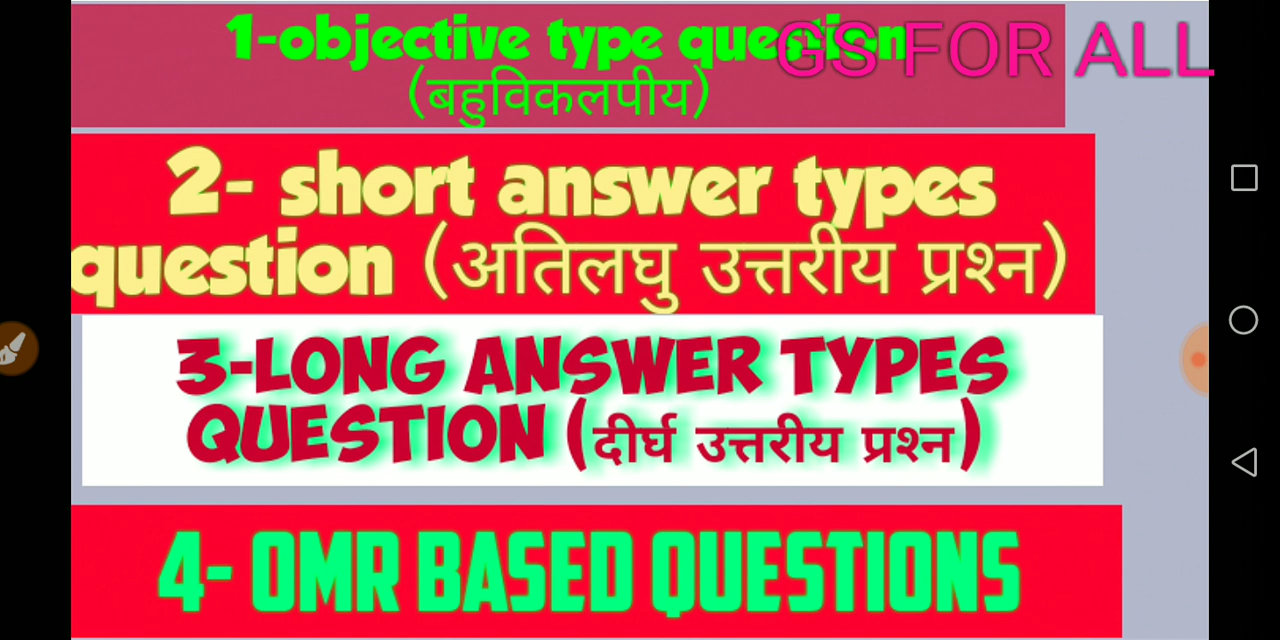 1-objective type question
GS FOR ALL
(बहुविकलपीय)
2- short answer types
question (अतिलघु उत्तरीय प्रश्न)
3-LONG ANSWER TYPES
QUESTION (दीर्घ उत्तरीय प्रश्न)
4- OMR BASED QUESTIONS